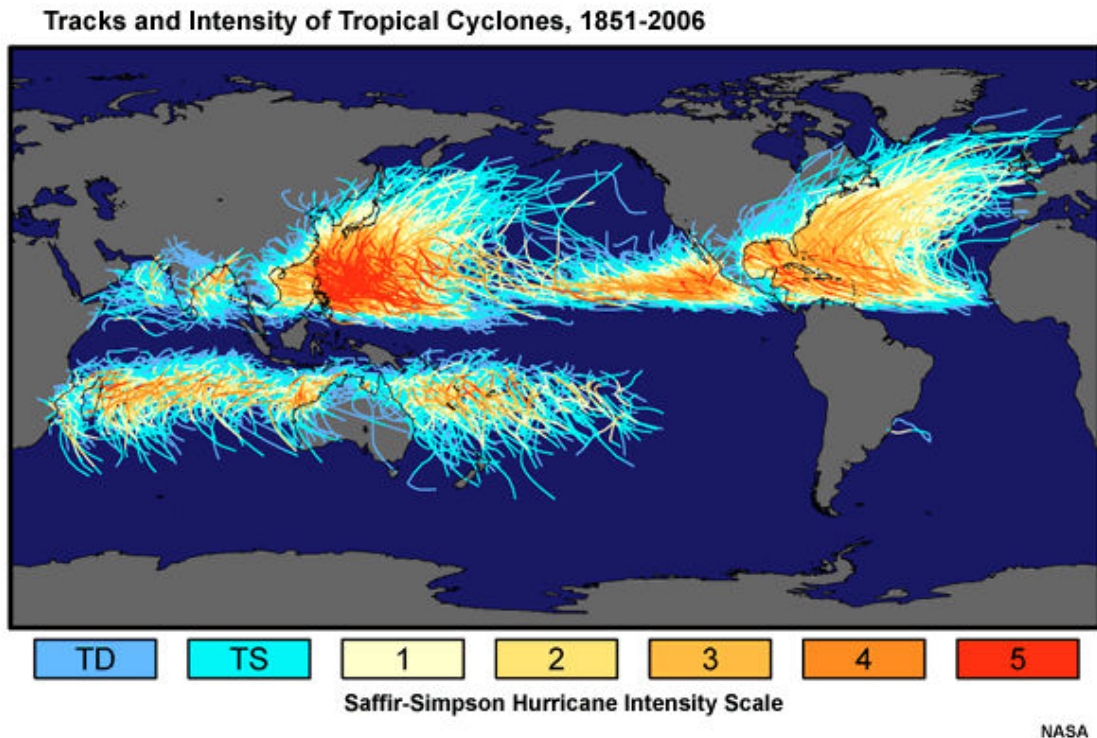 Tracks and Intensity of Tropical Cyclones, 1851-2006
TD TS 1 2 3 4 5
Saffir-Simpson Hurricane Intensity Scale
NASA